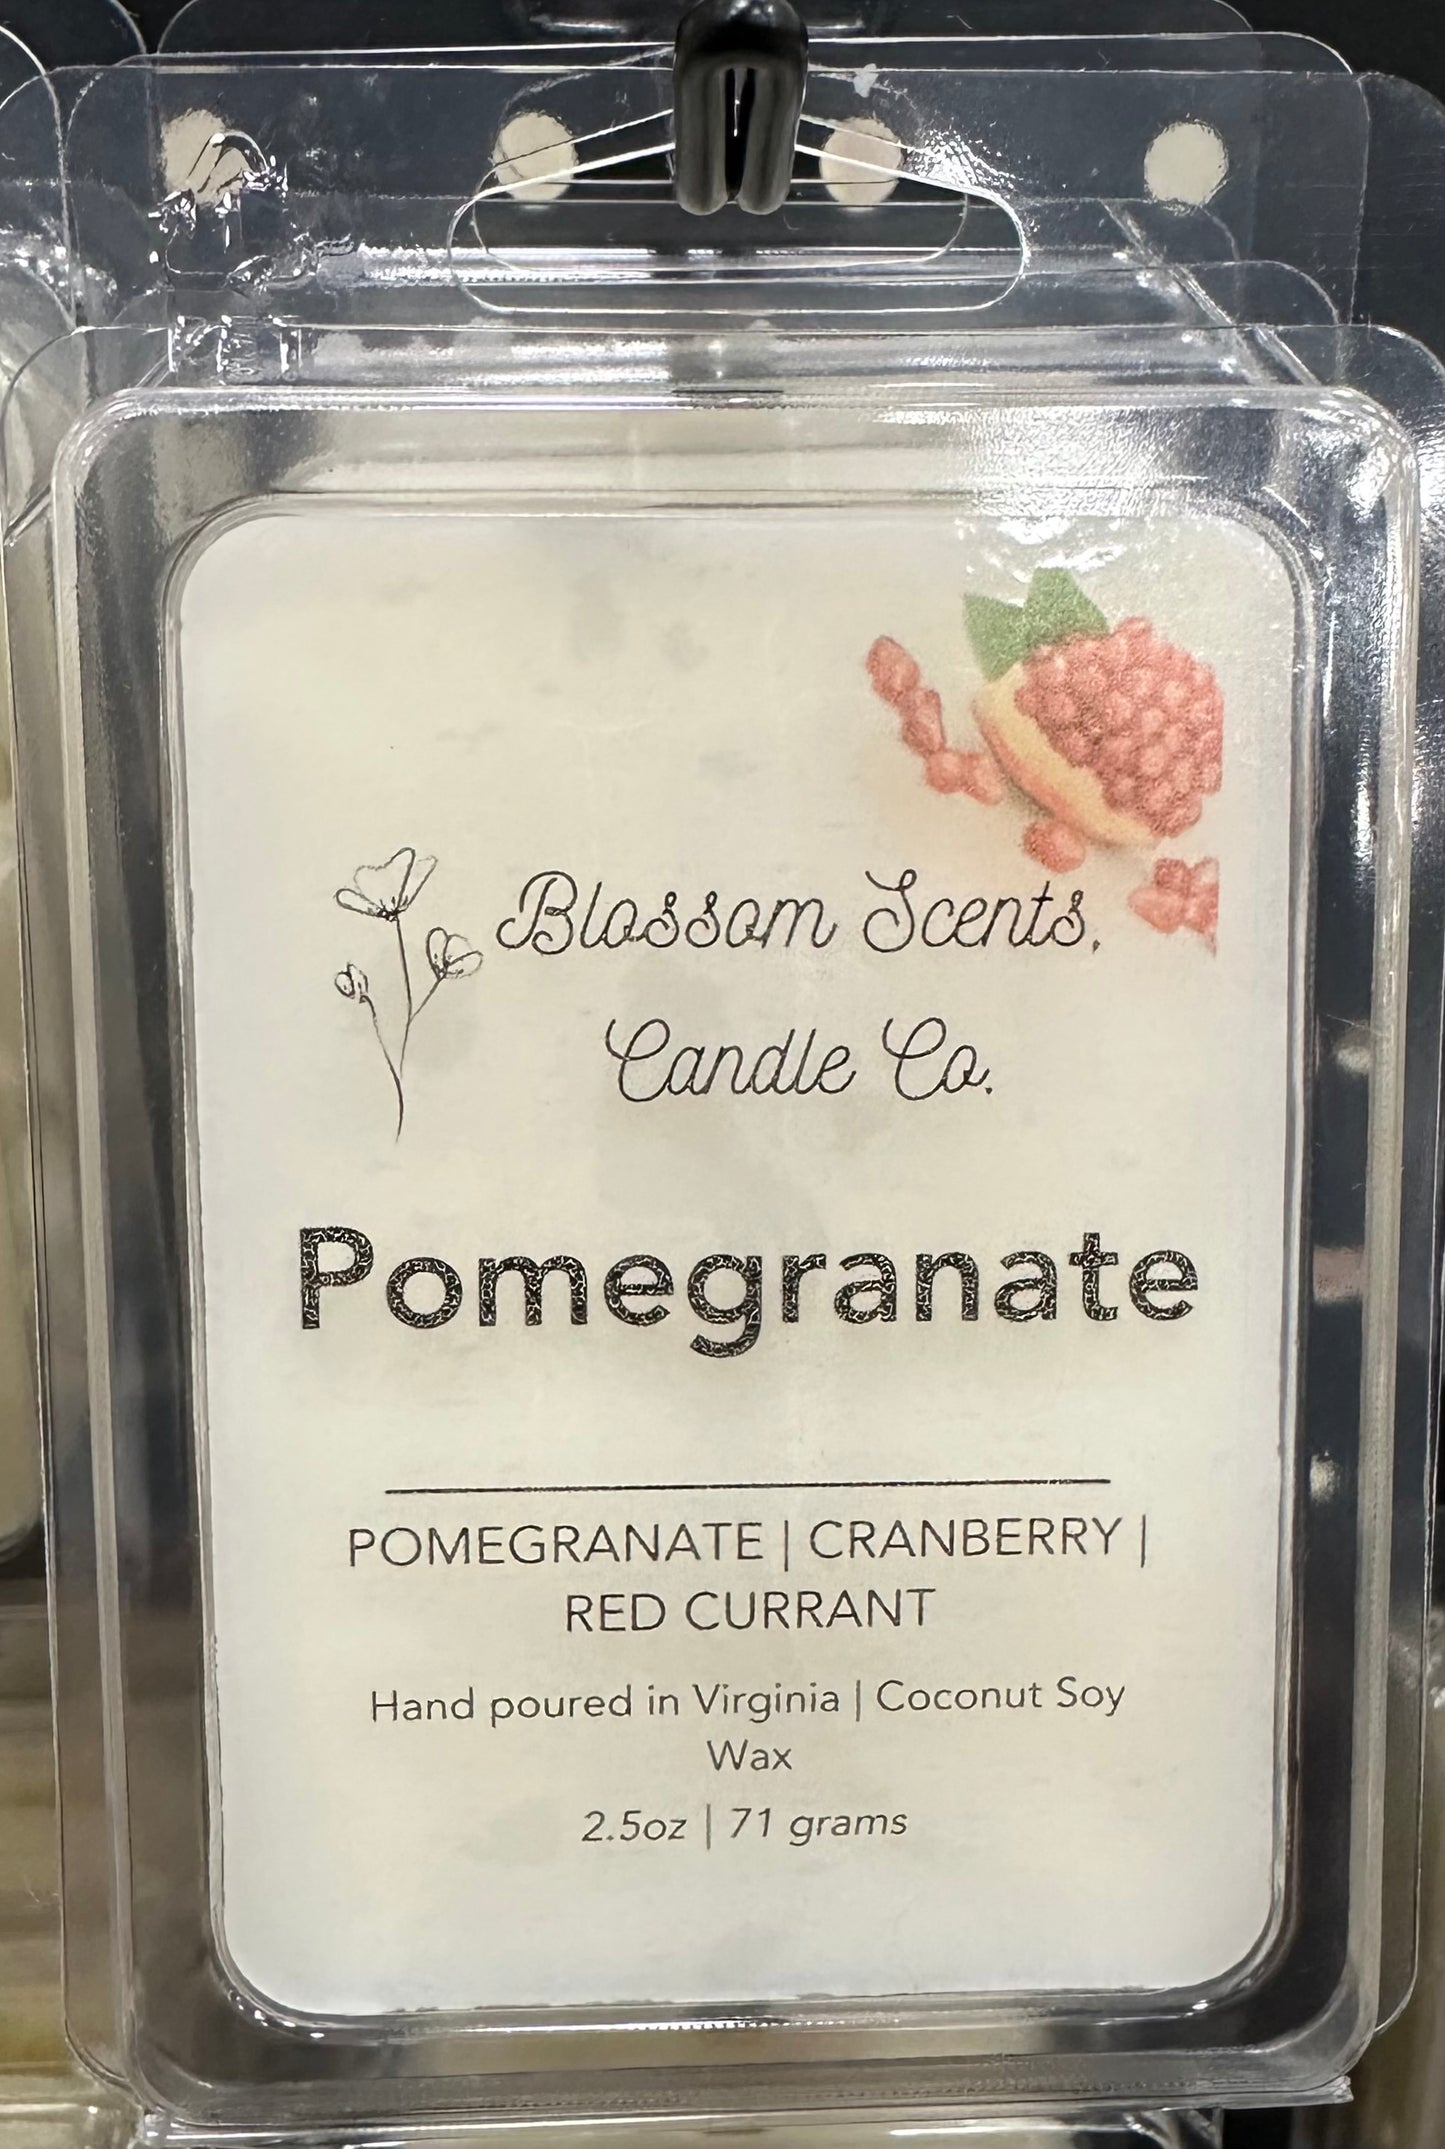 Blossom Scents,
Candle Co.
Pomegranate
POMEGRANATE | CRANBERRY |
RED CURRANT
Hand poured in Virginia | Coconut Soy
Wax
2.5oz | 71 grams